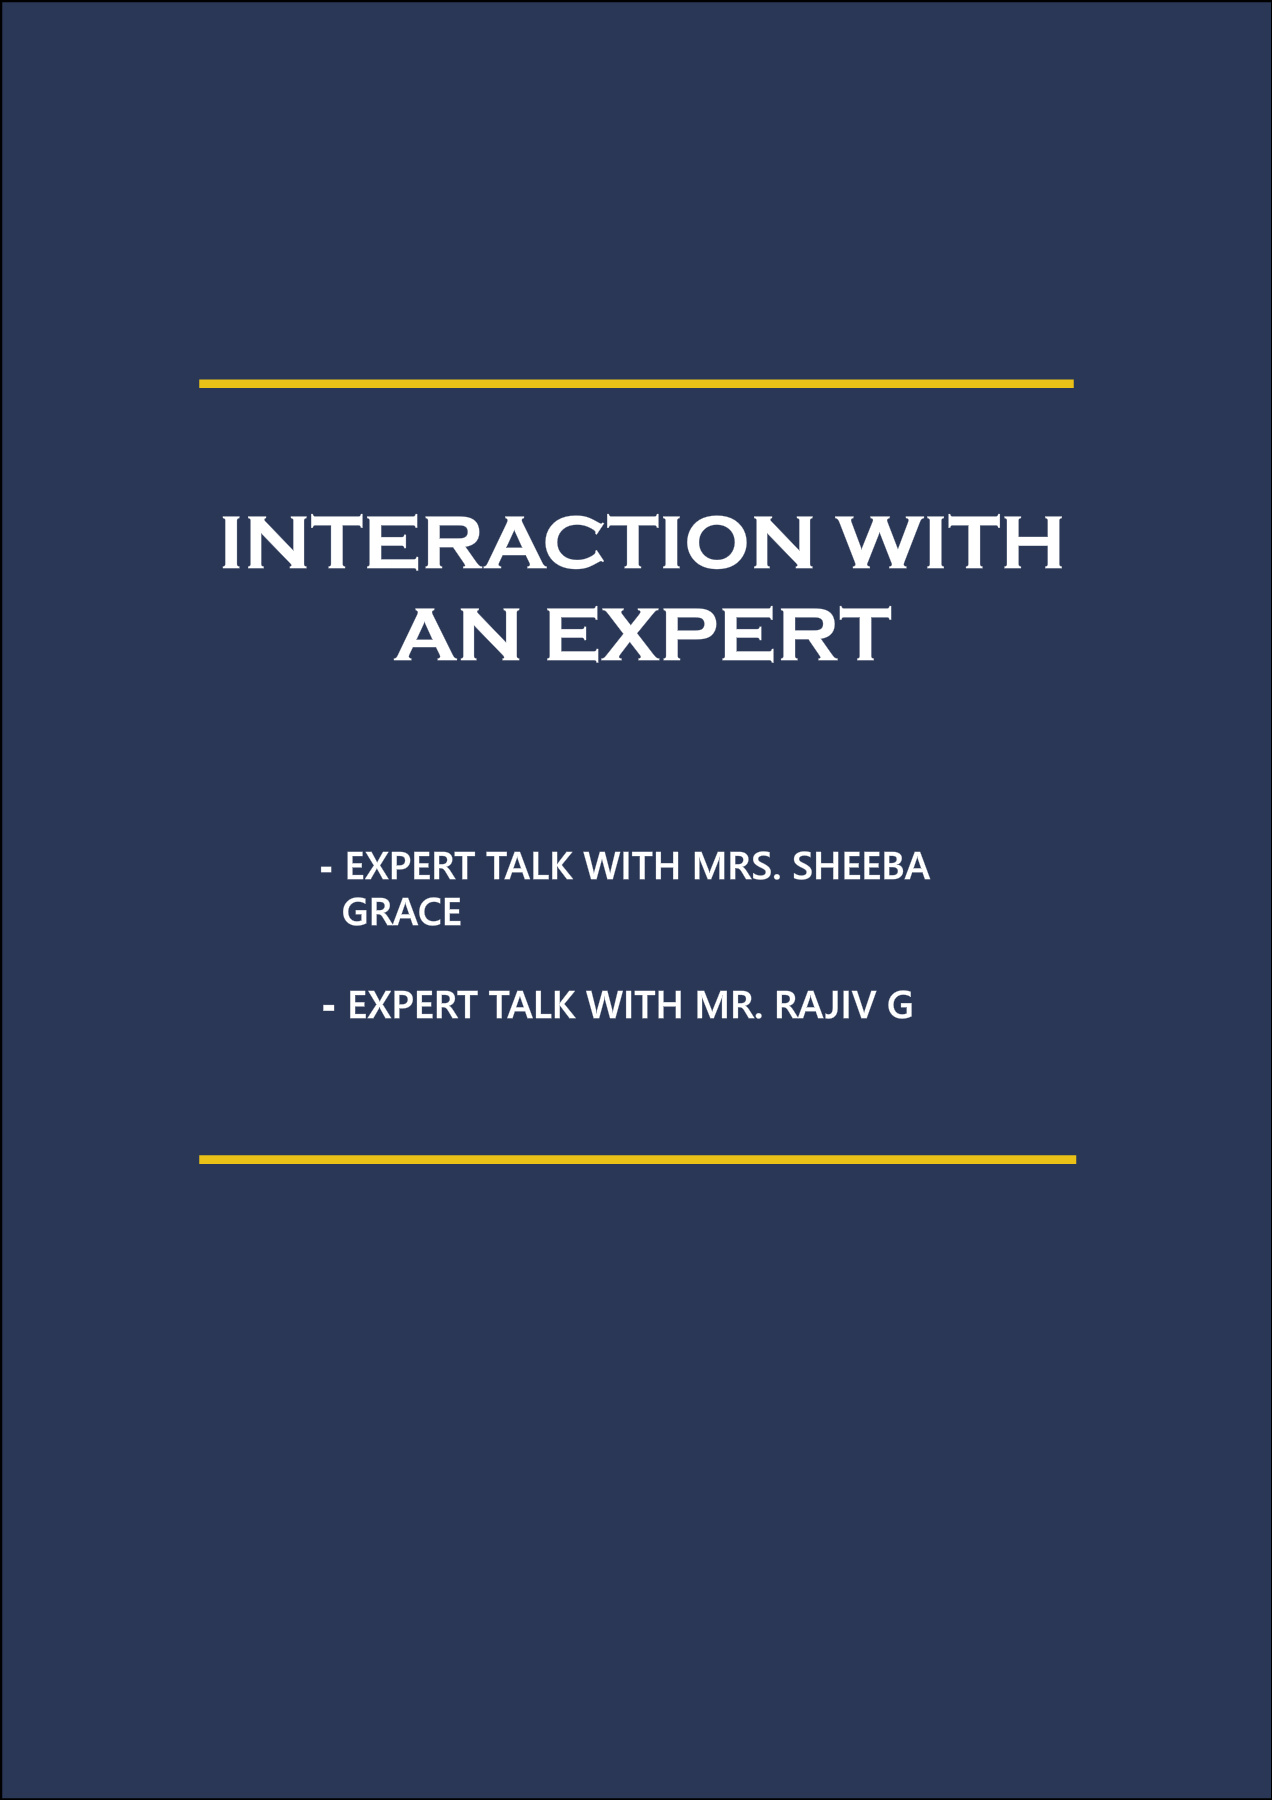 INTERACTION WITH
AN EXPERT
- EXPERT TALK WITH MRS. SHEEBA
GRACE
- EXPERT TALK WITH MR. RAJIV G